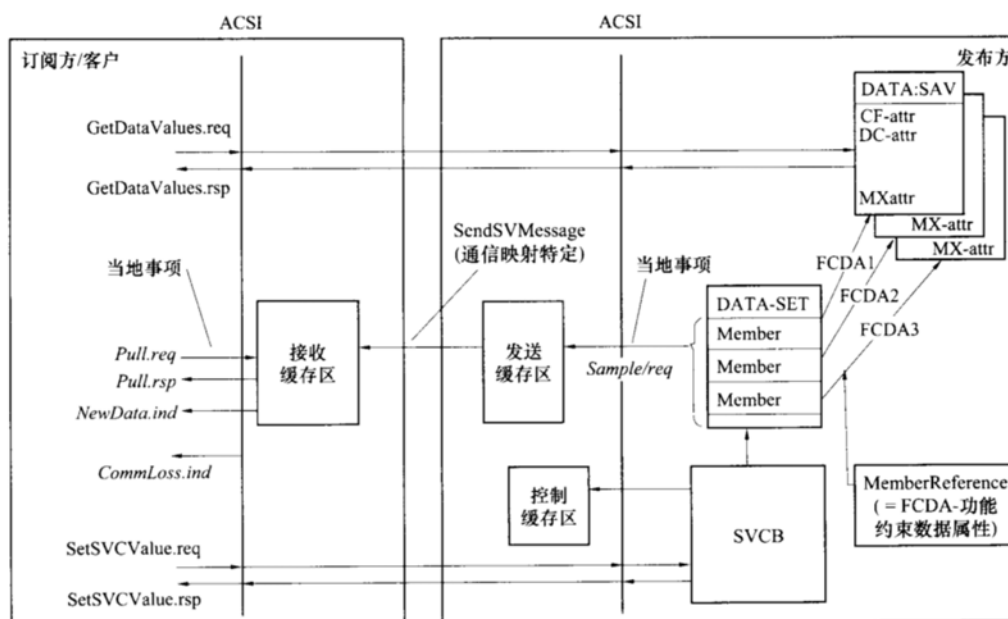 ACSI
ACSI
订阅方/客户
发布方
DATA:SAV
CF-attr
DC-attr
MXattr
MX-attr
MX-attr
GetDataValues.req
GetDataValues.rsp
SendSVMessage
(通信映射特定)
当地事项
当地事项
FCDA1
FCDA2
FCDA3
DATA-SET
Member
Member
Member
接收
缓存区
发送
缓存区
Sample/req
Pull.req
Pull.rsp
NewData.ind
CommLoss.ind
控制
缓存区
SVCB
MemberReference
( = FCDA-功能
约束数据属性)
SetSVCValue.req
SetSVCValue.rsp